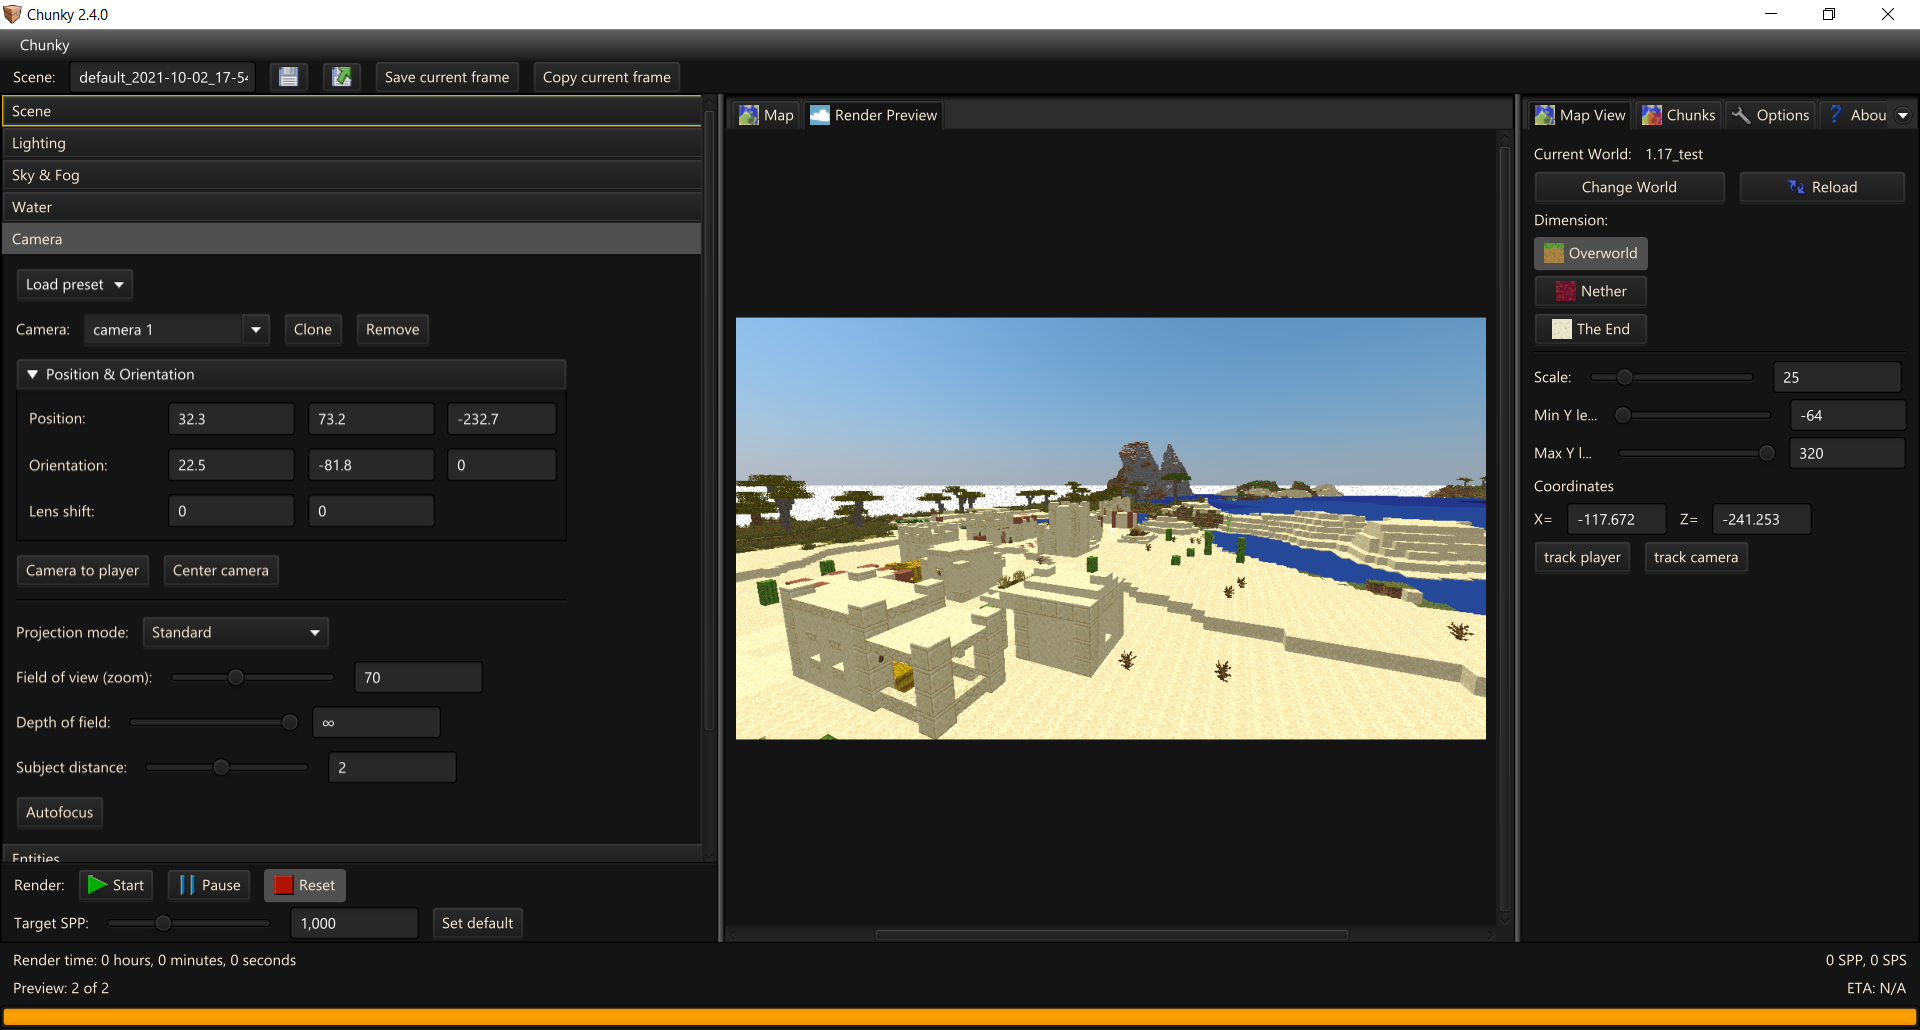 Chunky 2.4.0
Chunky
Scene: default_2021-10-02_17-54 Save current frame Copy current frame
Scene
Lighting
Sky & Fog
Water
Camera
Load preset
Camera: camera 1 Clone Remove
Position & Orientation
Position: 32.3 73.2 -232.7
Orientation: 22.5 -81.8 0
Lens shift: 0 0
Camera to player Center camera
Projection mode: Standard
Field of view (zoom): 70
Depth of field: ∞
Subject distance: 2
Autofocus
Entities
Render: Start Pause Reset
Target SPP: 1,000 Set default
Map Render Preview
Map View Chunks Options ? Abou
Current World: 1.17_test
Change World Reload
Dimension:
Overworld
Nether
The End
Scale: 25
Min Y le... -64
Max Y l... 320
Coordinates
X= -117.672 Z= -241.253
track player track camera
Render time: 0 hours, 0 minutes, 0 seconds
0 SPP, 0 SPS
Preview: 2 of 2
ETA: N/A